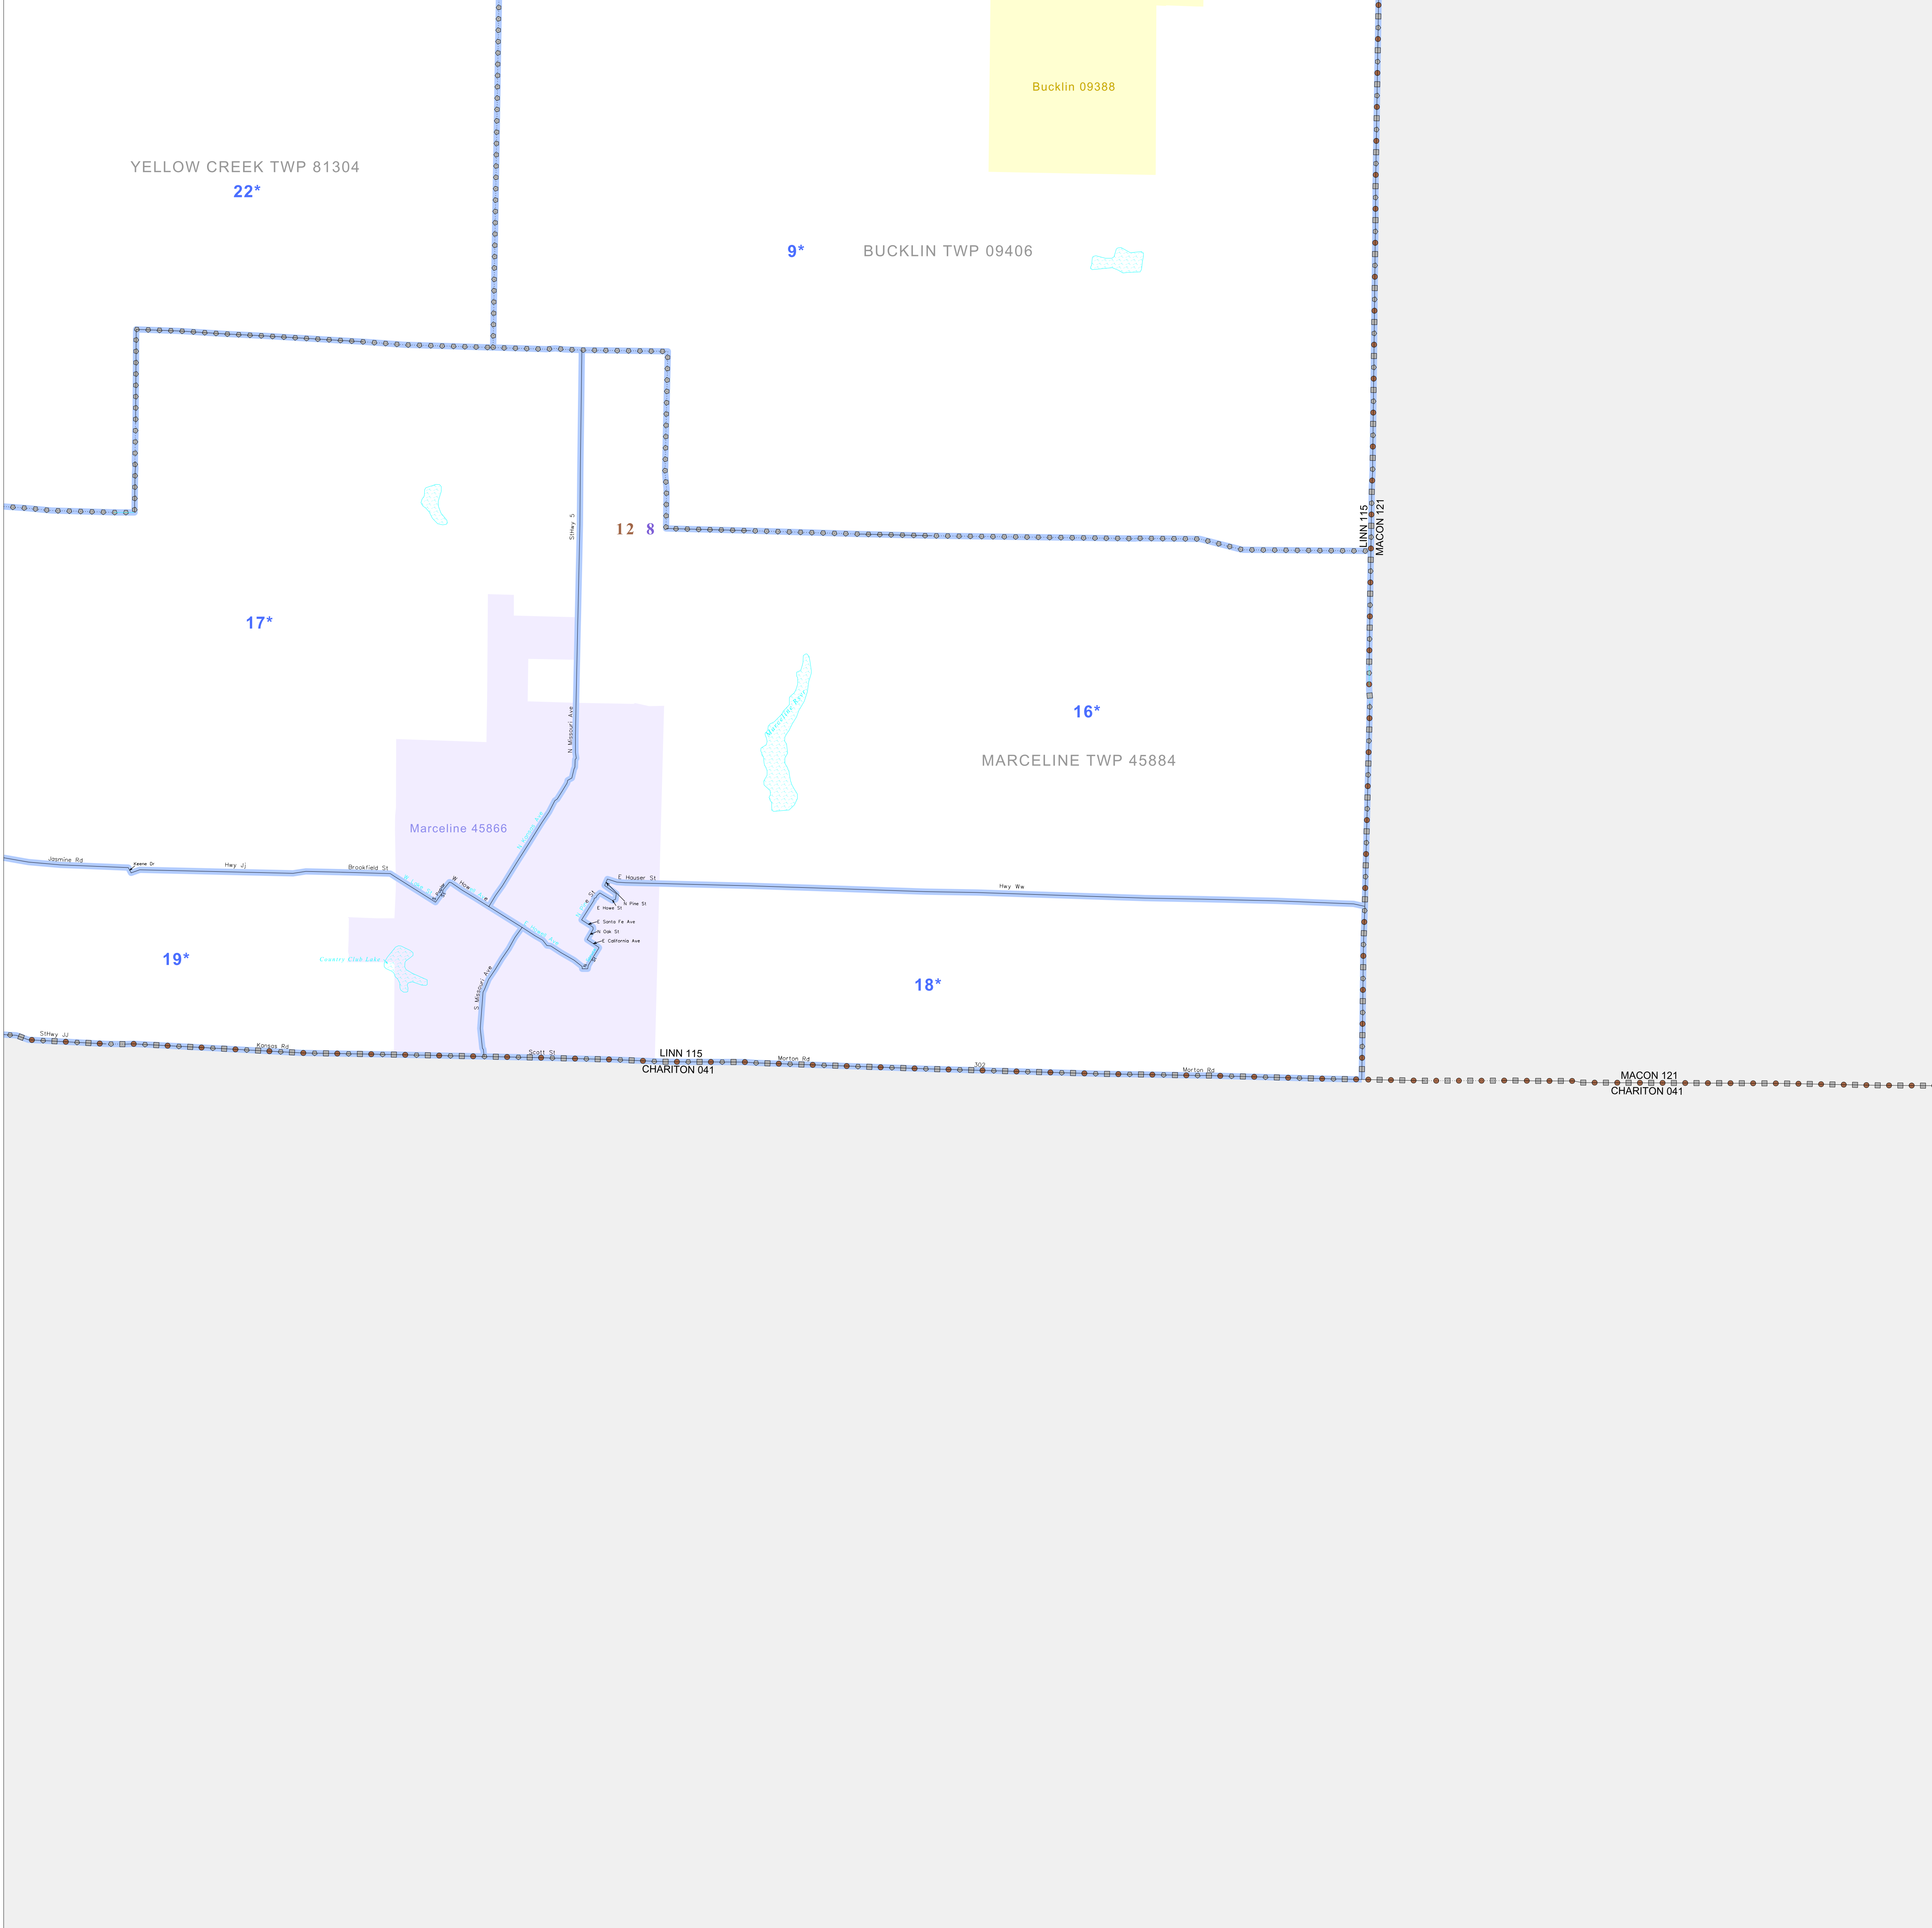 Bucklin 09388
YELLOW CREEK TWP 81304
22*
9*
BUCKLIN TWP 09406
LINN 115
MACON 121
StHwy 5
12 8
17*
N Missouri Ave
16*
Marceline Rsvr
MARCELINE TWP 45884
Marceline 45866
N Kansas Ave
Jasmine Rd
Keene Dr
Hwy Jj
Brookfield St
E Hauser St
Hwy Ww
N Pine St
E Howe St
E Santa Fe Ave
N Oak St
E California Ave
Country Club Lake
19*
18*
S Missouri Ave
StHwy JJ
Kansas Rd
Scott St
LINN 115
CHARITON 041
Morton Rd
302
Morton Rd
MACON 121
CHARITON 041